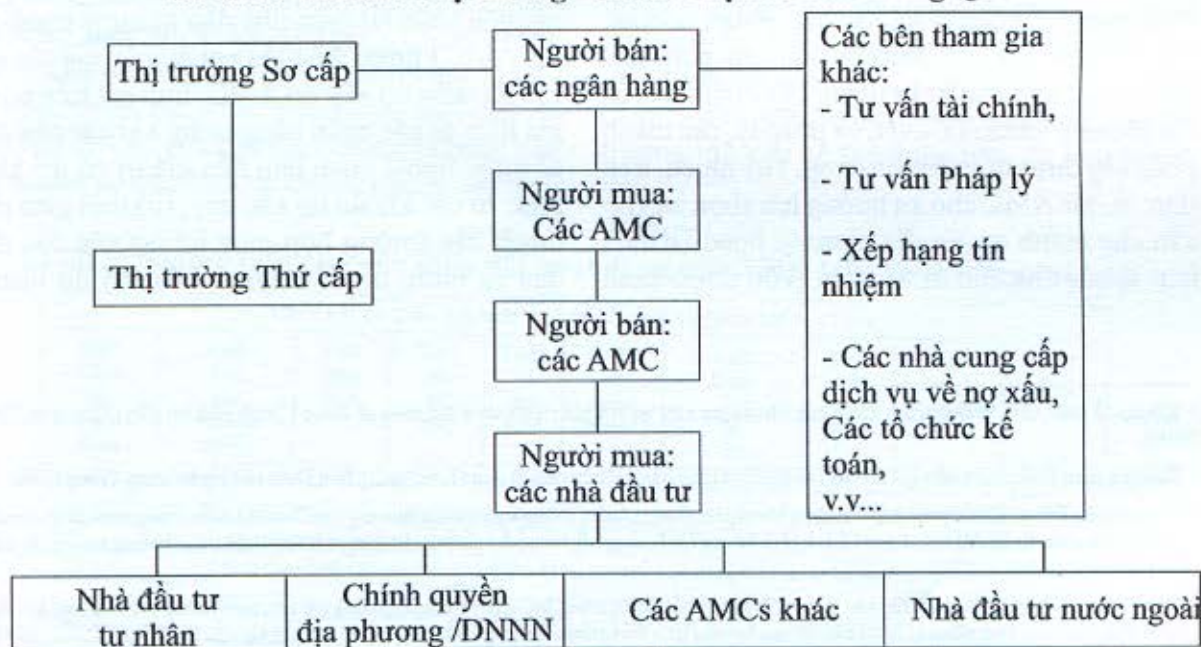 Thị trường Sơ cấp
Người bán:
các ngân hàng
Người mua:
Các AMC
Thị trường Thứ cấp
Người bán:
các AMC
Người mua:
các nhà đầu tư
Các bên tham gia
khác:
- Tư vấn tài chính,
- Tư vấn Pháp lý
- Xếp hạng tín
nhiệm
- Các nhà cung cấp
dịch vụ về nợ xấu,
Các tổ chức kế
toán,
v.v...
Nhà đầu tư
tư nhân
Chính quyền
địa phương /DNNN
Các AMCs khác
Nhà đầu tư nước ngoài